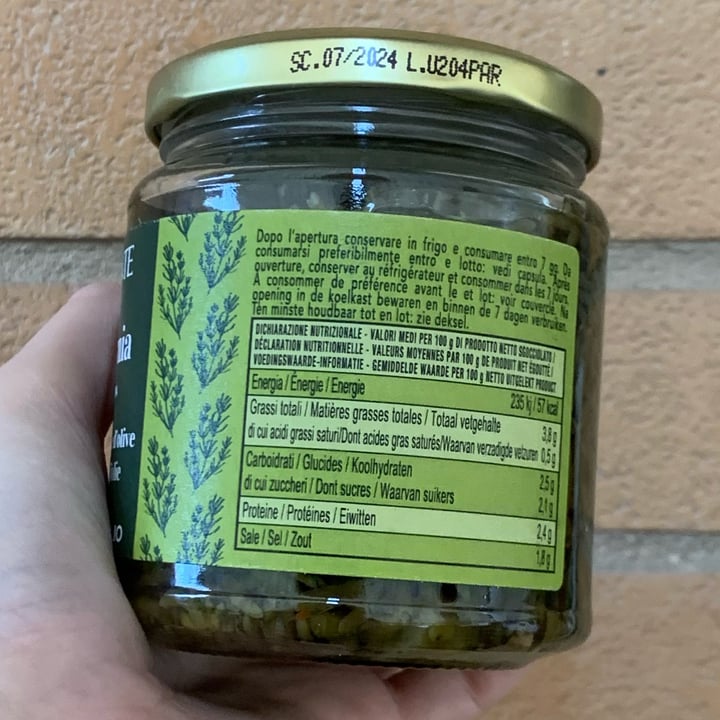 SC.07/2024 L.U204PAR
Dopo l'apertura conservare in frigo e consumare entro 7 gg. Da
consumarsi preferibilmente entro e lotto: vedi capsula. Après
ouverture, conserver au réfrigérateur et consommer dans les 7 jours.
À consommer de préférence avant le et lot: voir couvercle. Na
opening in de koelkast bewaren en binnen de 7 dagen verbruiken.
Ten minste houdbaar tot en lot: zie deksel.
DICHIARAZIONE NUTRIZIONALE - VALORI MEDI PER 100 g DI PRODOTTO NETTO SGOCCIOLATO /
DÉCLARATION NUTRITIONNELLE - VALEURS MOYENNES PAR 100 g DE PRODUIT NET ÉGOUTTÉ /
VOEDINGSWAARDE-INFORMATIE - GEMIDDELDE WAARDE PER 100 g NETTO UITGELEKT PRODUCT
Energia / Énergie / Energie 235 kj / 57 kcal
Grassi totali / Matières grasses totales / Totaal vetgehalte 3,8 g
di cui acidi grassi saturi/Dont acides gras saturés/Waarvan verzadigde vetzuren 0,5 g
Carboidrati / Glucides / Koolhydraten 2,5 g
di cui zuccheri / Dont sucres / Waarvan suikers 2,1 g
Proteine / Protéines / Eiwitten 2,4 g
Sale / Sel / Zout 1,8 g